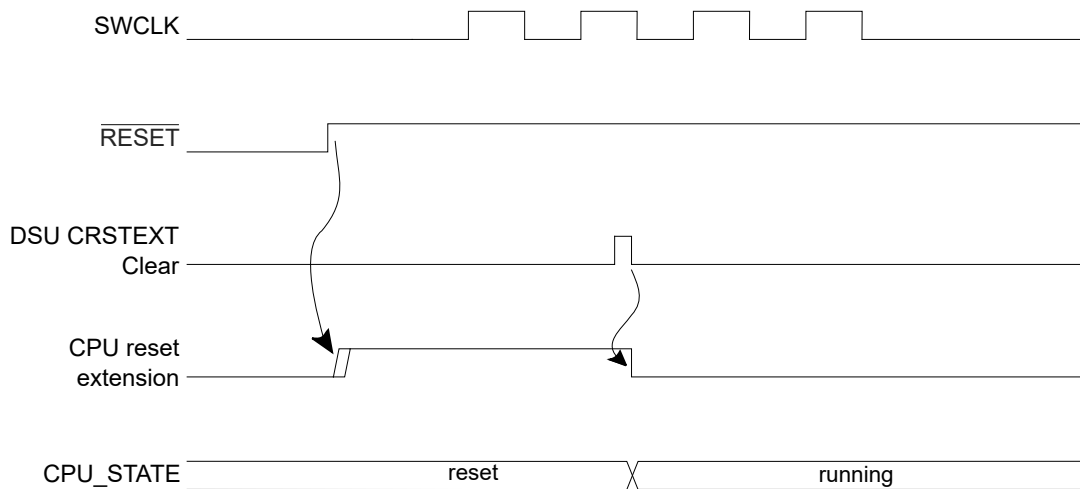 SWCLK
RESET
DSU CRSTEXT
Clear
CPU reset
extension
CPU_STATE reset running